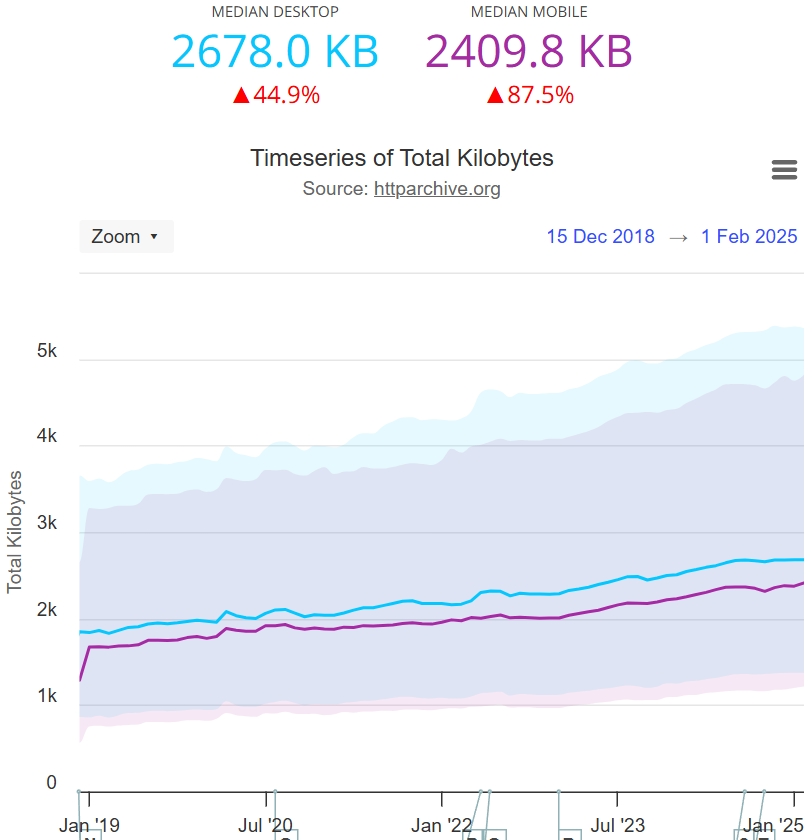 MEDIAN DESKTOP
2678.0 KB
▲44.9%
MEDIAN MOBILE
2409.8 KB
▲87.5%
Timeseries of Total Kilobytes
Source: httparchive.org
Zoom ▼
15 Dec 2018 → 1 Feb 2025
Total Kilobytes
5k
4k
3k
2k
1k
0
Jan '19
Jul '20
Jan '22
Jul '23
Jan '25